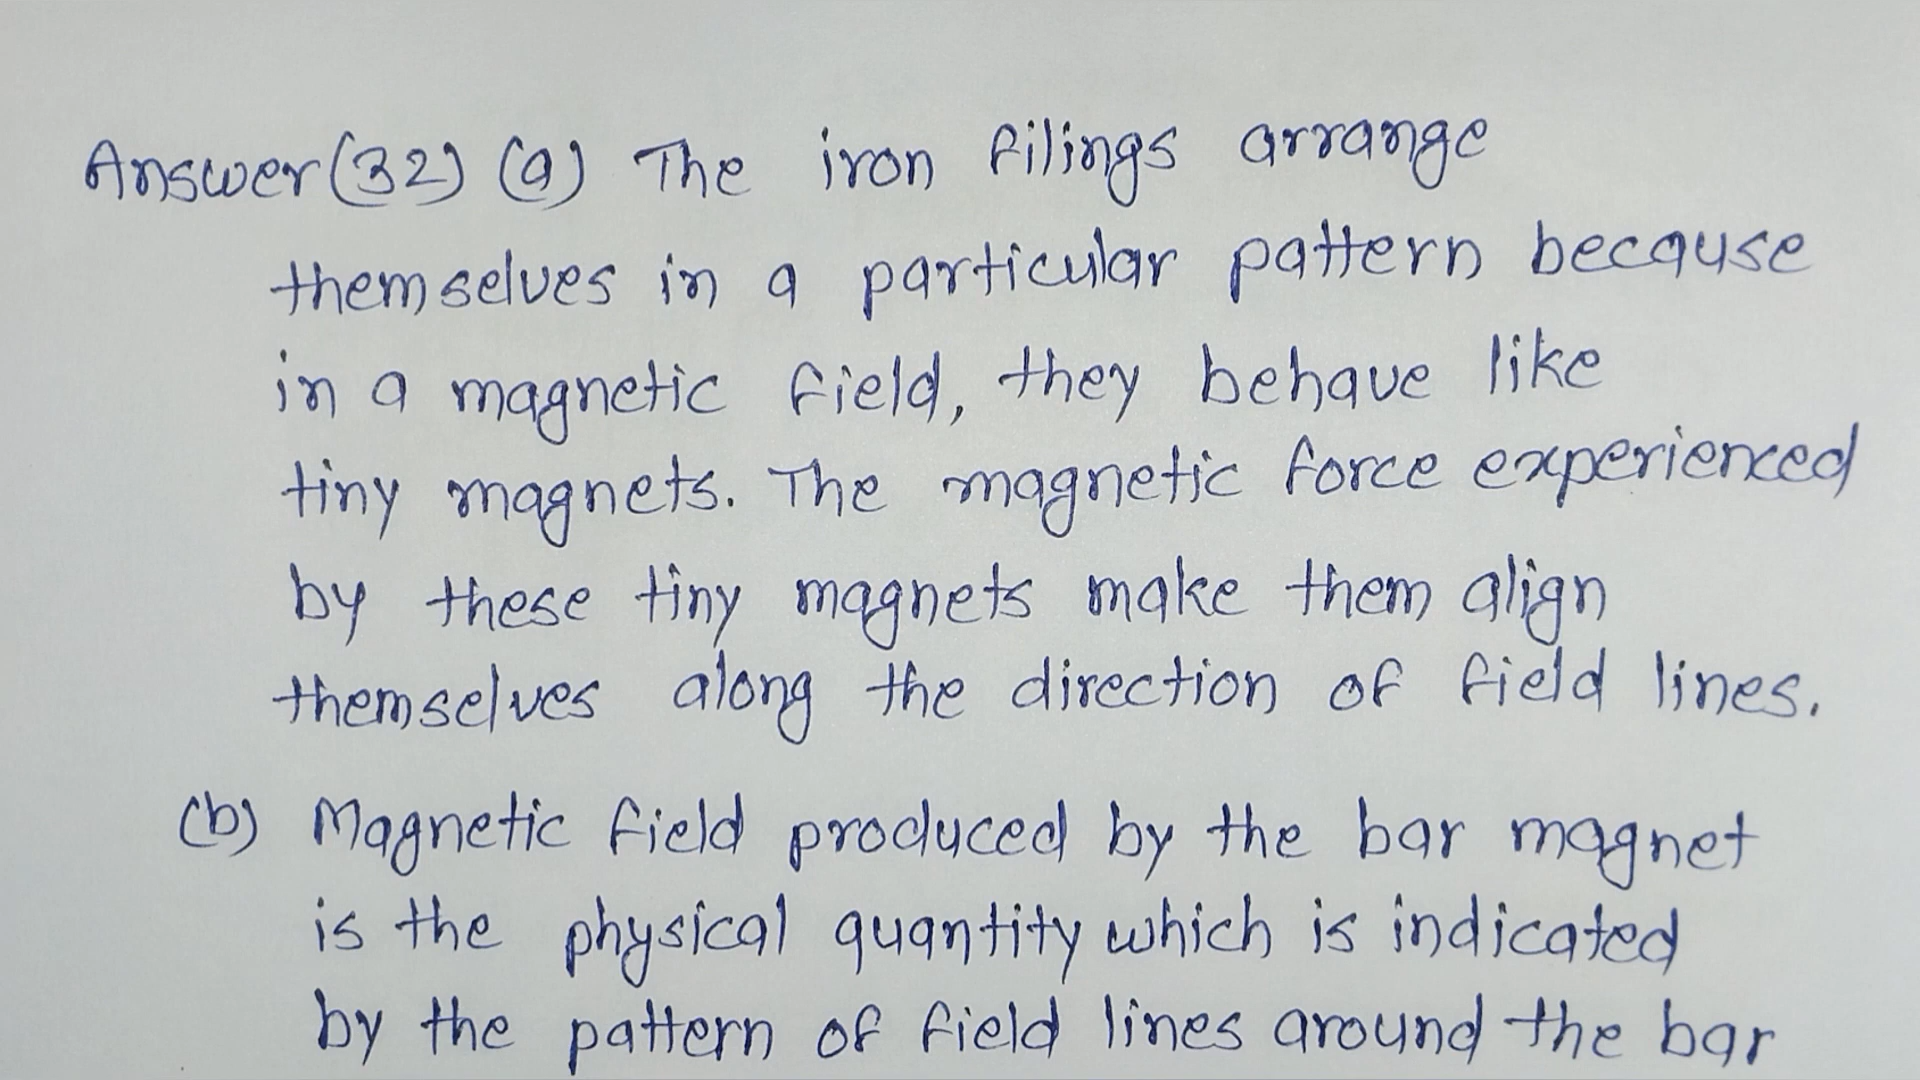 Answer(32) (a) The iron filings arrange
themselves in a particular pattern because
in a magnetic field, they behave like
tiny magnets. The magnetic force experienced
by these tiny magnets make them align
themselves along the direction of field lines.
(b) Magnetic field produced by the bar magnet
is the physical quantity which is indicated
by the pattern of field lines around the bar